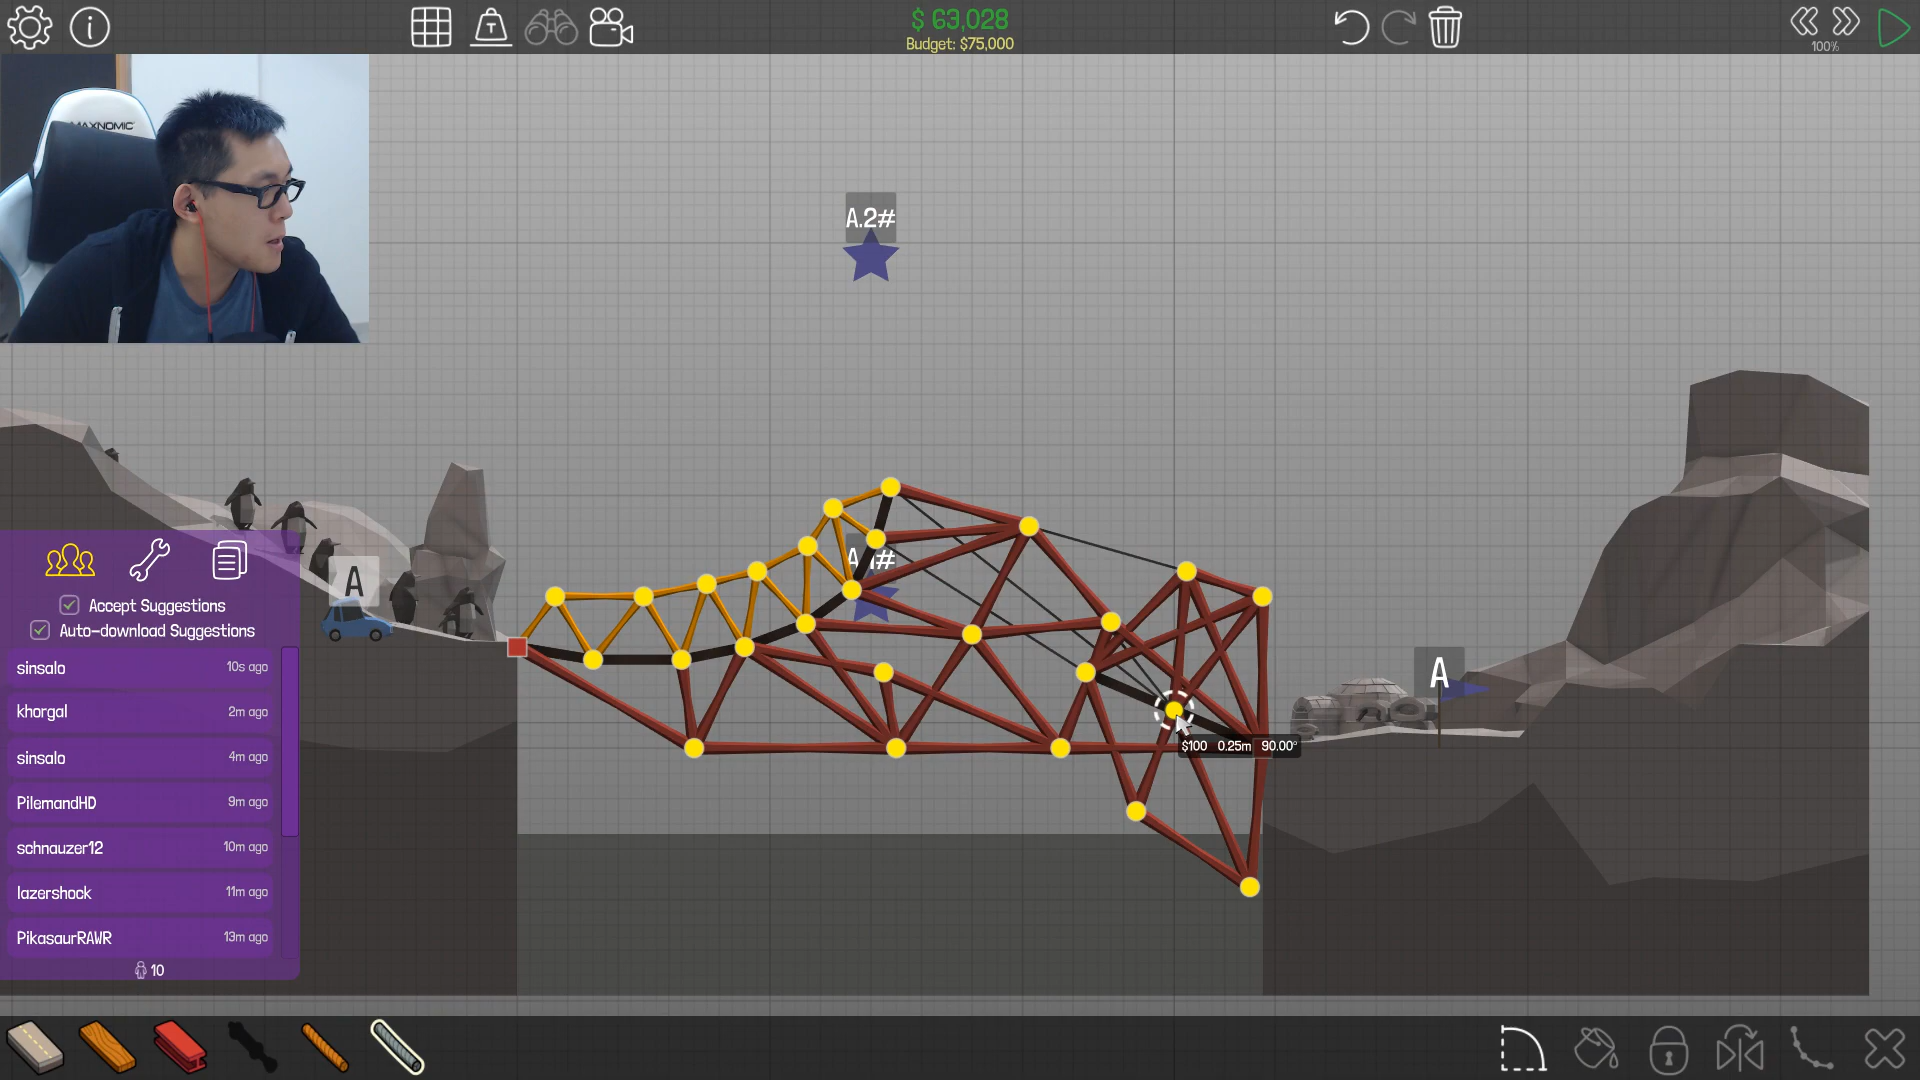 $ 63,028
Budget: $75,000
100%
MAXNOMIC
A.2#
A
Accept Suggestions
Auto-download Suggestions
sinsalo 10s ago
khorgal 2m ago
sinsalo 4m ago
PilemandHD 9m ago
schnauzer12 10m ago
lazershock 11m ago
PikasaurRAWR 13m ago
10
A
$100 0.25m 90.00°